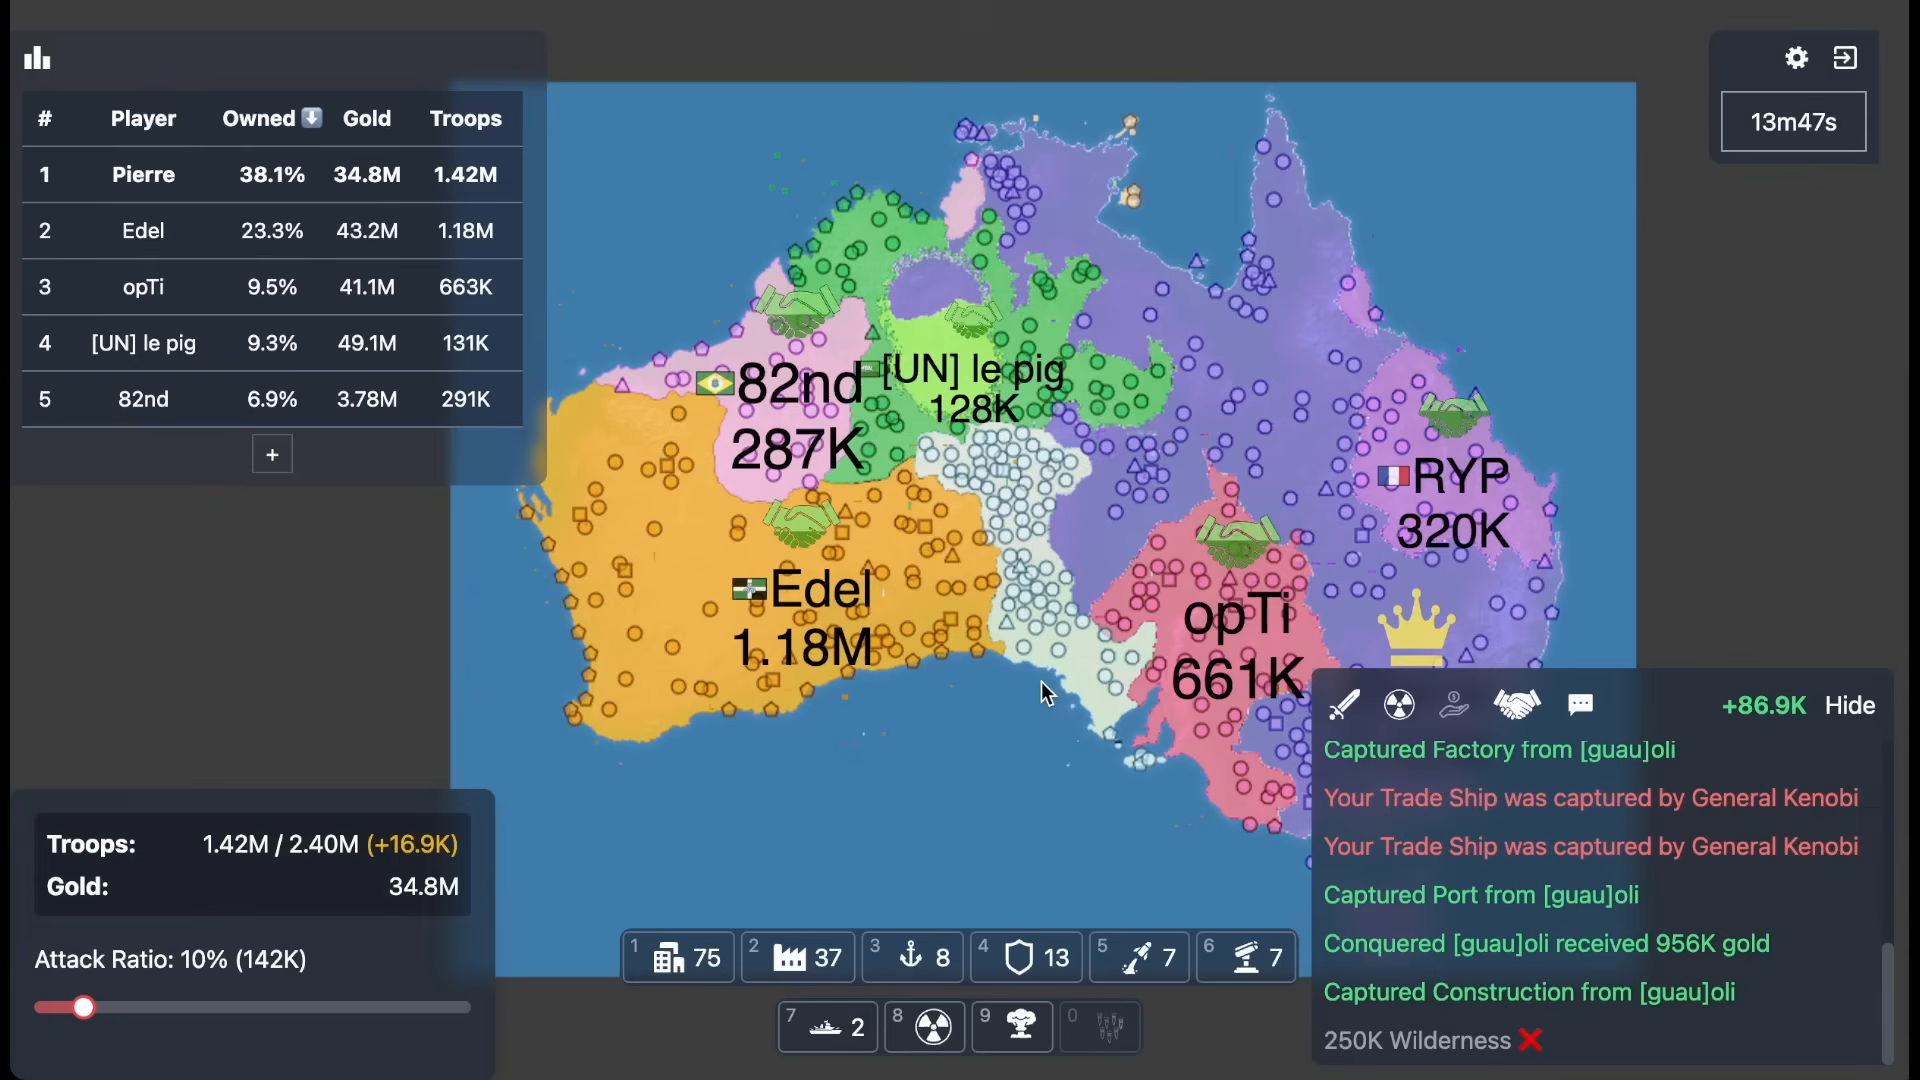 # Player Owned Gold Troops
1 Pierre 38.1% 34.8M 1.42M
2 Edel 23.3% 43.2M 1.18M
3 opTi 9.5% 41.1M 663K
4 [UN] le pig 9.3% 49.1M 131K
5 82nd 6.9% 3.78M 291K
+
13m47s
82nd
287K
[UN] le pig
128K
RYP
320K
Edel
1.18M
opTi
661K
Troops: 1.42M / 2.40M (+16.9K)
Gold: 34.8M
Attack Ratio: 10% (142K)
1 75 2 37 3 8 4 13 5 7 6 7
7 2 8 9 0
+86.9K Hide
Captured Factory from [guau]oli
Your Trade Ship was captured by General Kenobi
Your Trade Ship was captured by General Kenobi
Captured Port from [guau]oli
Conquered [guau]oli received 956K gold
Captured Construction from [guau]oli
250K Wilderness ❌